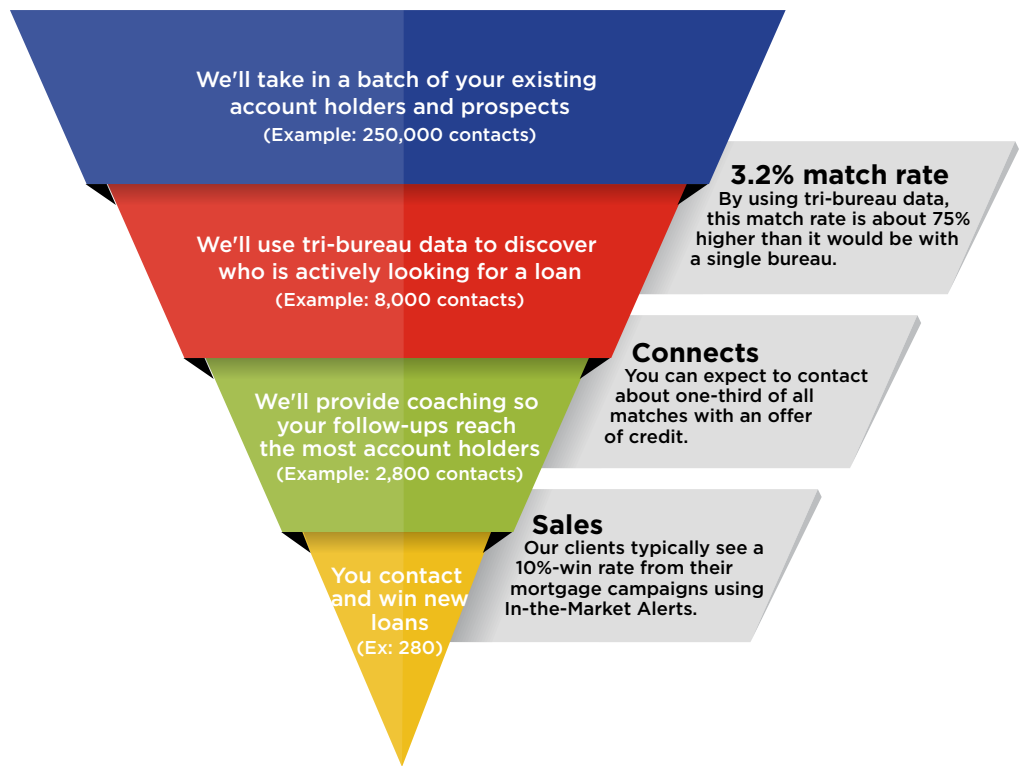 We'll take in a batch of your existing
account holders and prospects
(Example: 250,000 contacts)
3.2% match rate
By using tri-bureau data,
this match rate is about 75%
higher than it would be with
a single bureau.
We'll use tri-bureau data to discover
who is actively looking for a loan
(Example: 8,000 contacts)
Connects
You can expect to contact
about one-third of all
matches with an offer
of credit.
We'll provide coaching so
your follow-ups reach
the most account holders
(Example: 2,800 contacts)
Sales
Our clients typically see a
10%-win rate from their
mortgage campaigns using
In-the-Market Alerts.
You contact
and win new
loans
(Ex: 280)